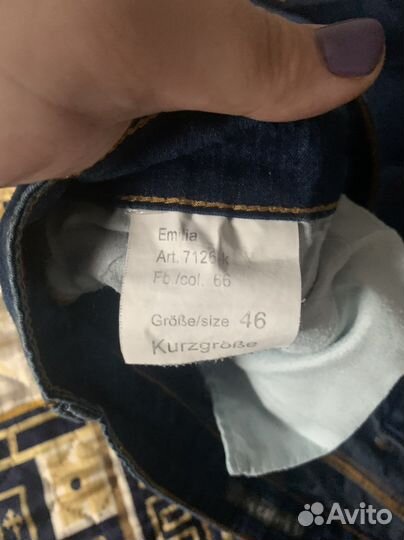 Emilia
Art. 7126-k
Fb./col. 66
Größe/size 46
Kurzgröße
Avito